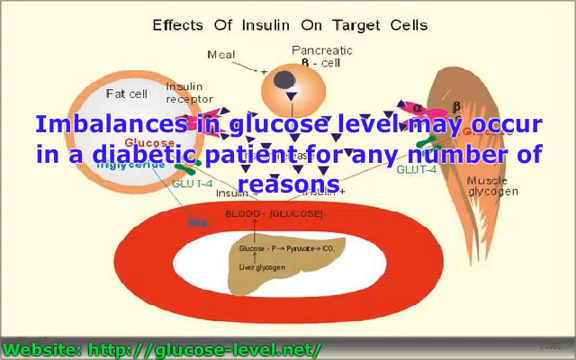 Effects Of Insulin On Target Cells
Meal
Pancreatic
β - cell
+
Fat cell
Insulin
receptor
α
β
Imbalances in glucose level may occur
in a diabetic patient for any number of
reasons
Glucose
Triglyceride
GLUT-4
GLUT-4
Insulin
Insulin +
Muscle
glycogen
BLOOD - [GLUCOSE]
Glucose - P → Pyruvate → CO₂
Liver glycogen
Website: http://glucose-level.net/